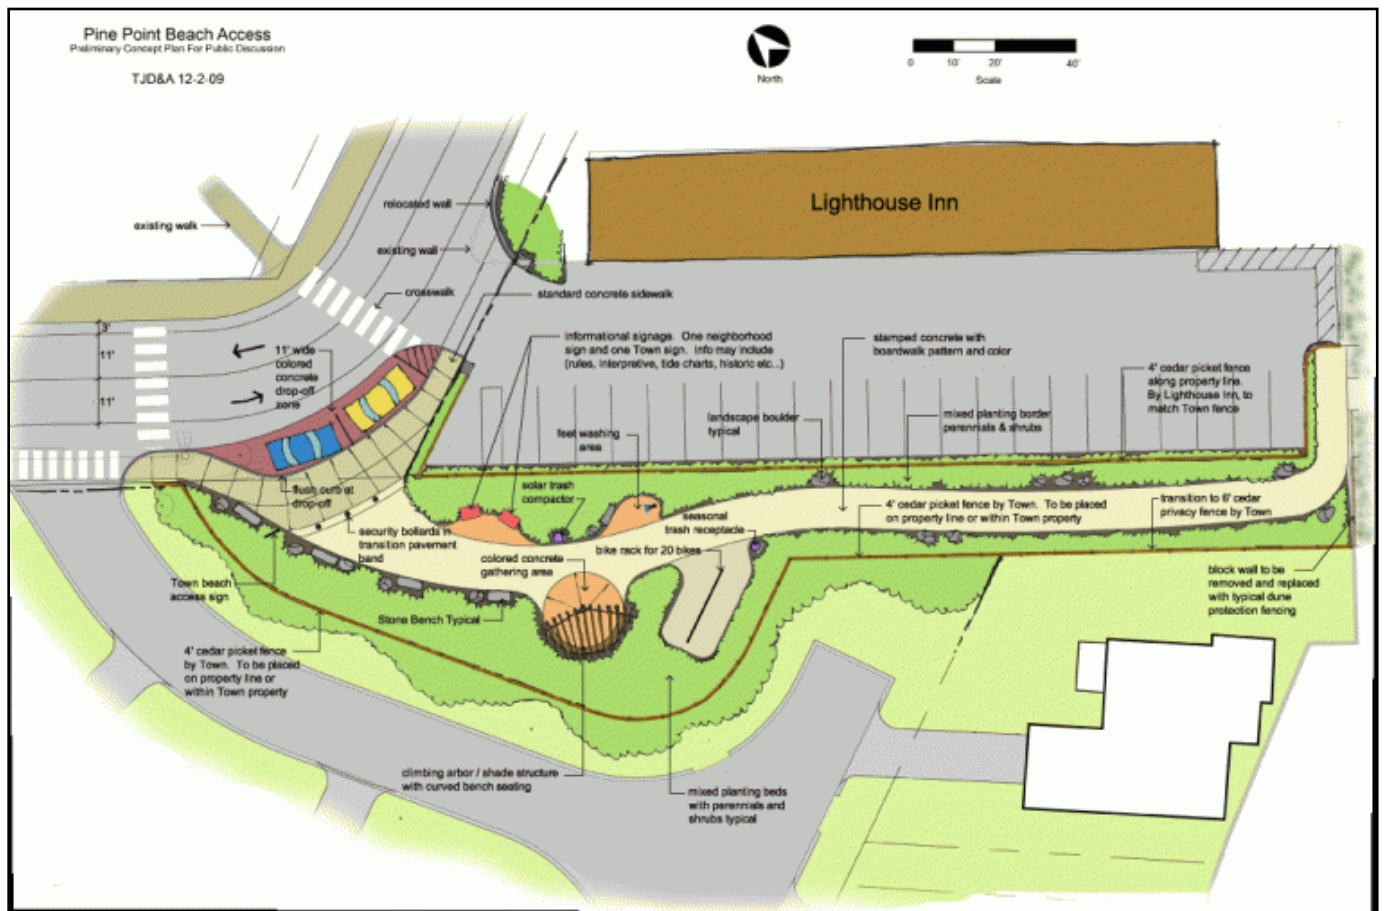 Pine Point Beach Access
Preliminary Concept Plan For Public Discussion
TJD&A 12-2-09
North
0
10'
20'
40'
Scale
Lighthouse Inn
relocated wall
existing walk
existing wall
crosswalk
standard concrete sidewalk
3'
11'
11'
11' wide
colored
concrete
drop-off
zone
informational signage. One neighborhood
sign and one Town sign. Info may include
(rules, interpretive, tide charts, historic etc...)
stamped concrete with
boardwalk pattern and color
4' cedar picket fence
along property line.
By Lighthouse Inn, to
match Town fence
landscape boulder
typical
mixed planting border
perennials & shrubs
feet washing
area
solar trash
compactor
flush curb at
drop-off
seasonal
trash receptacle
4' cedar picket fence by Town. To be placed
on property line or within Town property
transition to 6' cedar
privacy fence by Town
security bollards in
transition pavement
band
colored concrete
gathering area
bike rack for 20 bikes
Town beach
access sign
Stone Bench Typical
block wall to be
removed and replaced
with typical dune
protection fencing
4' cedar picket fence
by Town. To be placed
on property line or
within Town property
climbing arbor / shade structure
with curved bench seating
mixed planting beds
with perennials and
shrubs typical